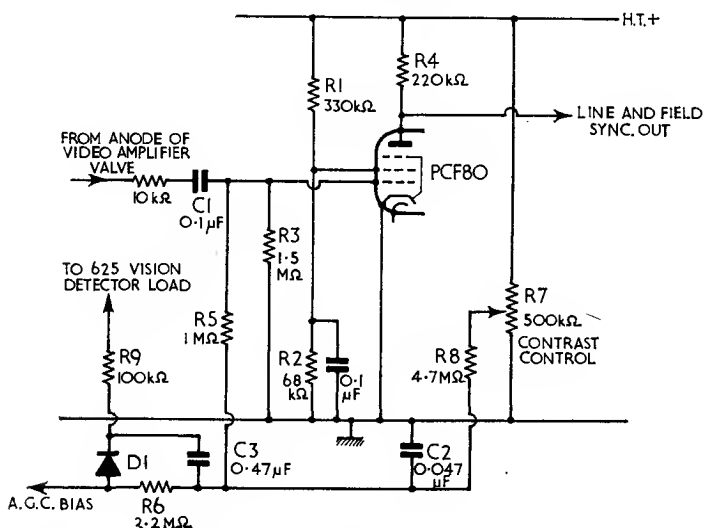 H.T.+
R4
220kΩ
R1
330kΩ
LINE AND FIELD
SYNC. OUT
FROM ANODE OF
VIDEO AMPLIFIER
VALVE
PCF80
10kΩ
C1
0·1µF
R3
1·5
MΩ
TO 625 VISION
DETECTOR LOAD
R5
1MΩ
R7
500kΩ
CONTRAST
CONTROL
R9
100kΩ
R2
68
kΩ
0·1
µF
R8
4·7MΩ
D1
C3
0·47µF
C2
0·047
µF
A.G.C. BIAS
R6
2·2MΩ